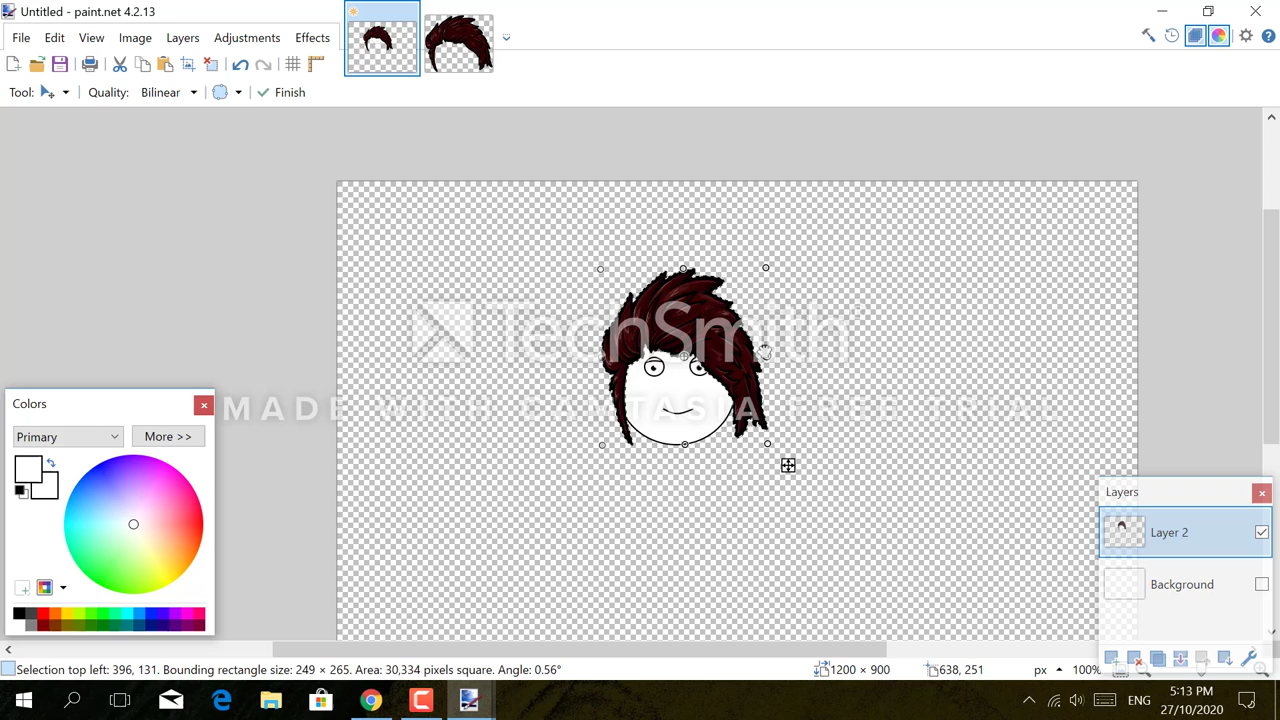 Untitled - paint.net 4.2.13
File Edit View Image Layers Adjustments Effects
Tool: Quality: Bilinear Finish
TechSmith
MADE WITH CAMTASIA FREE TRIAL
Colors
Primary More >>
Layers
Layer 2
Background
Selection top left: 396, 131. Bounding rectangle size: 249 × 265. Area: 30,334 pixels square. Angle: 0.56° 1200 × 900 638, 251 px 100%
ENG 5:13 PM
27/10/2020